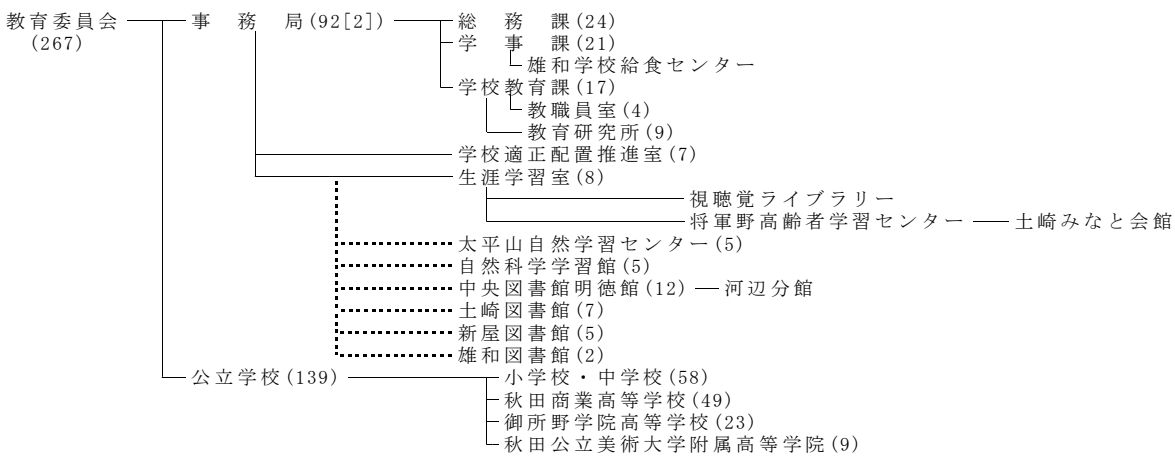 教育委員会 事務局(92[2]) 総務課(24)
(267) 学事課(21)
雄和学校給食センター
学校教育課(17)
教職員室(4)
教育研究所(9)
学校適正配置推進室(7)
生涯学習室(8)
視聴覚ライブラリー
将軍野高齢者学習センター 土崎みなと会館
太平山自然学習センター(5)
自然科学学習館(5)
中央図書館明徳館(12) 河辺分館
土崎図書館(7)
新屋図書館(5)
雄和図書館(2)
公立学校(139) 小学校・中学校(58)
秋田商業高等学校(49)
御所野学院高等学校(23)
秋田公立美術大学附属高等学院(9)